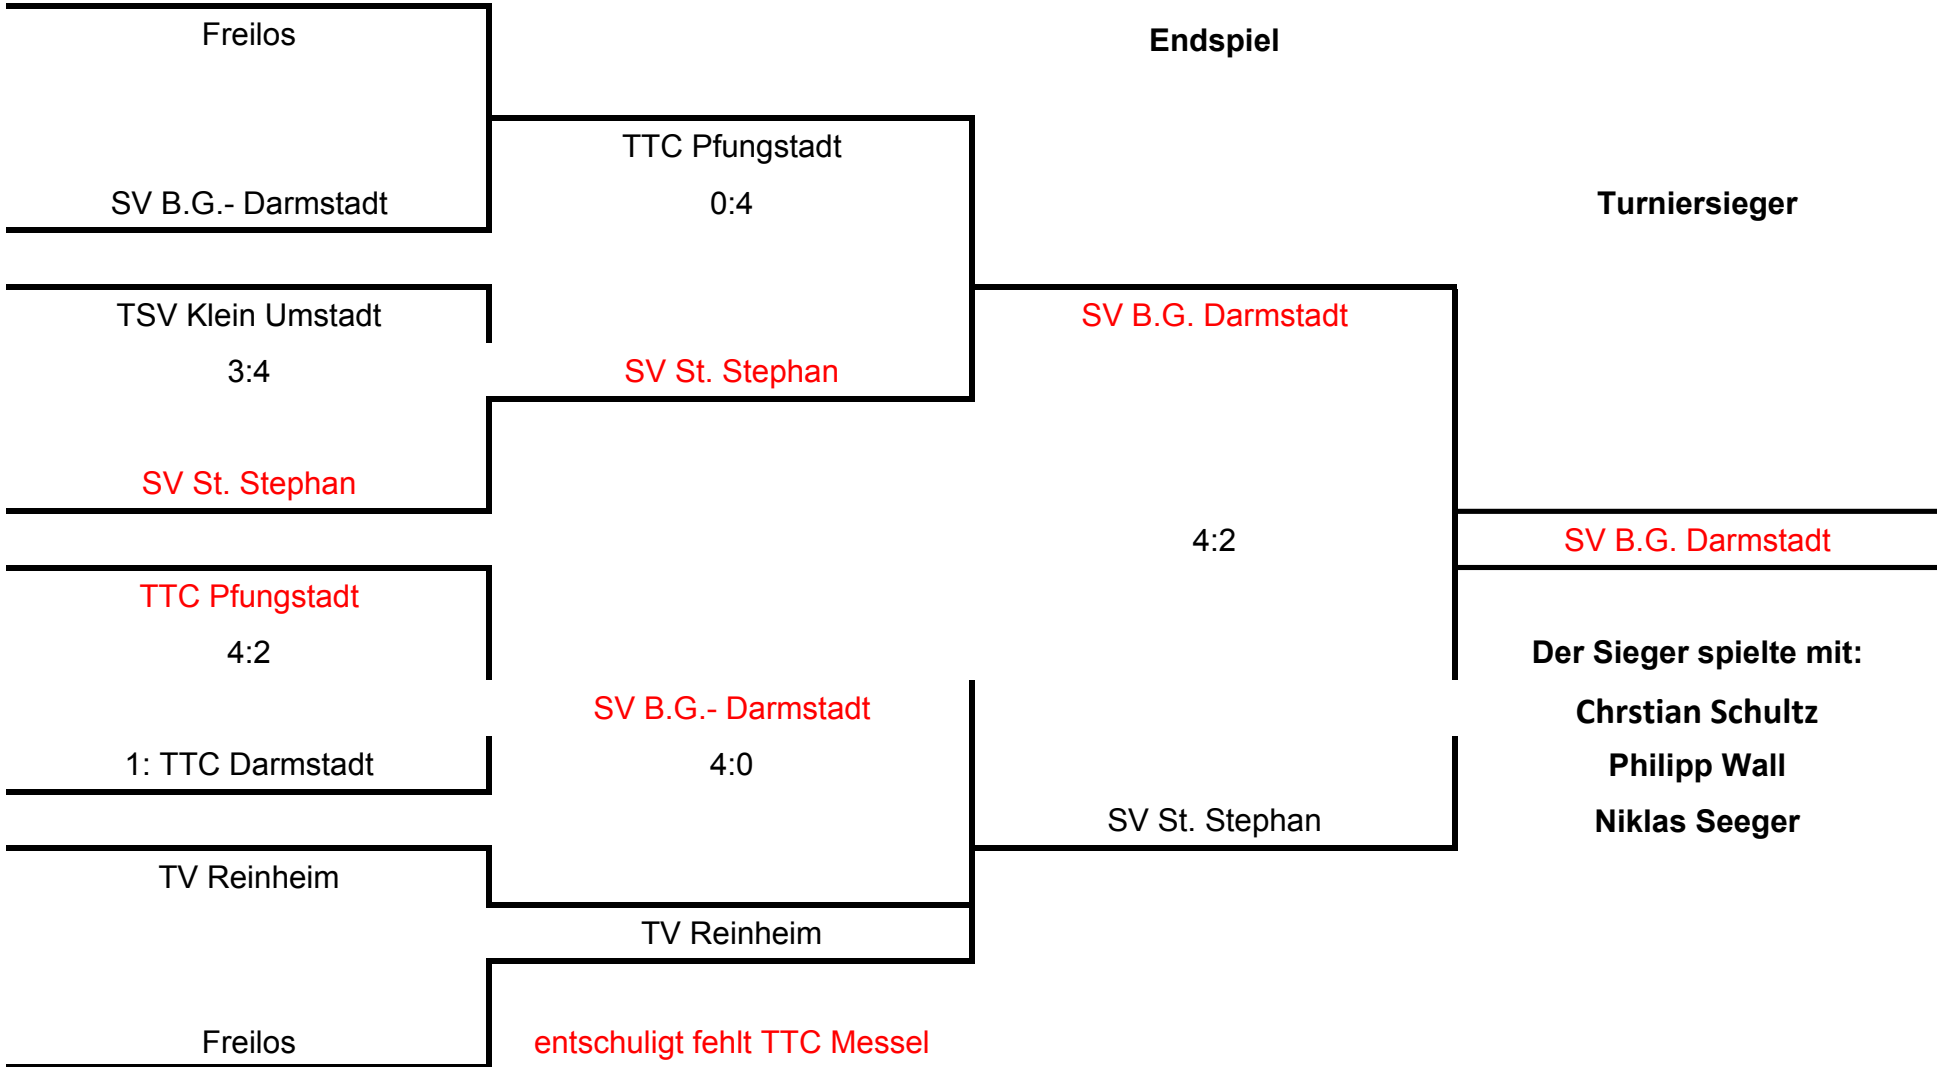 Freilos
Endspiel
TTC Pfungstadt
SV B.G.- Darmstadt
0:4
Turniersieger
TSV Klein Umstadt
SV B.G. Darmstadt
3:4
SV St. Stephan
SV St. Stephan
4:2
SV B.G. Darmstadt
TTC Pfungstadt
4:2
Der Sieger spielte mit:
SV B.G.- Darmstadt
Chrstian Schultz
1: TTC Darmstadt
4:0
Philipp Wall
SV St. Stephan
Niklas Seeger
TV Reinheim
TV Reinheim
Freilos
entschuligt fehlt TTC Messel